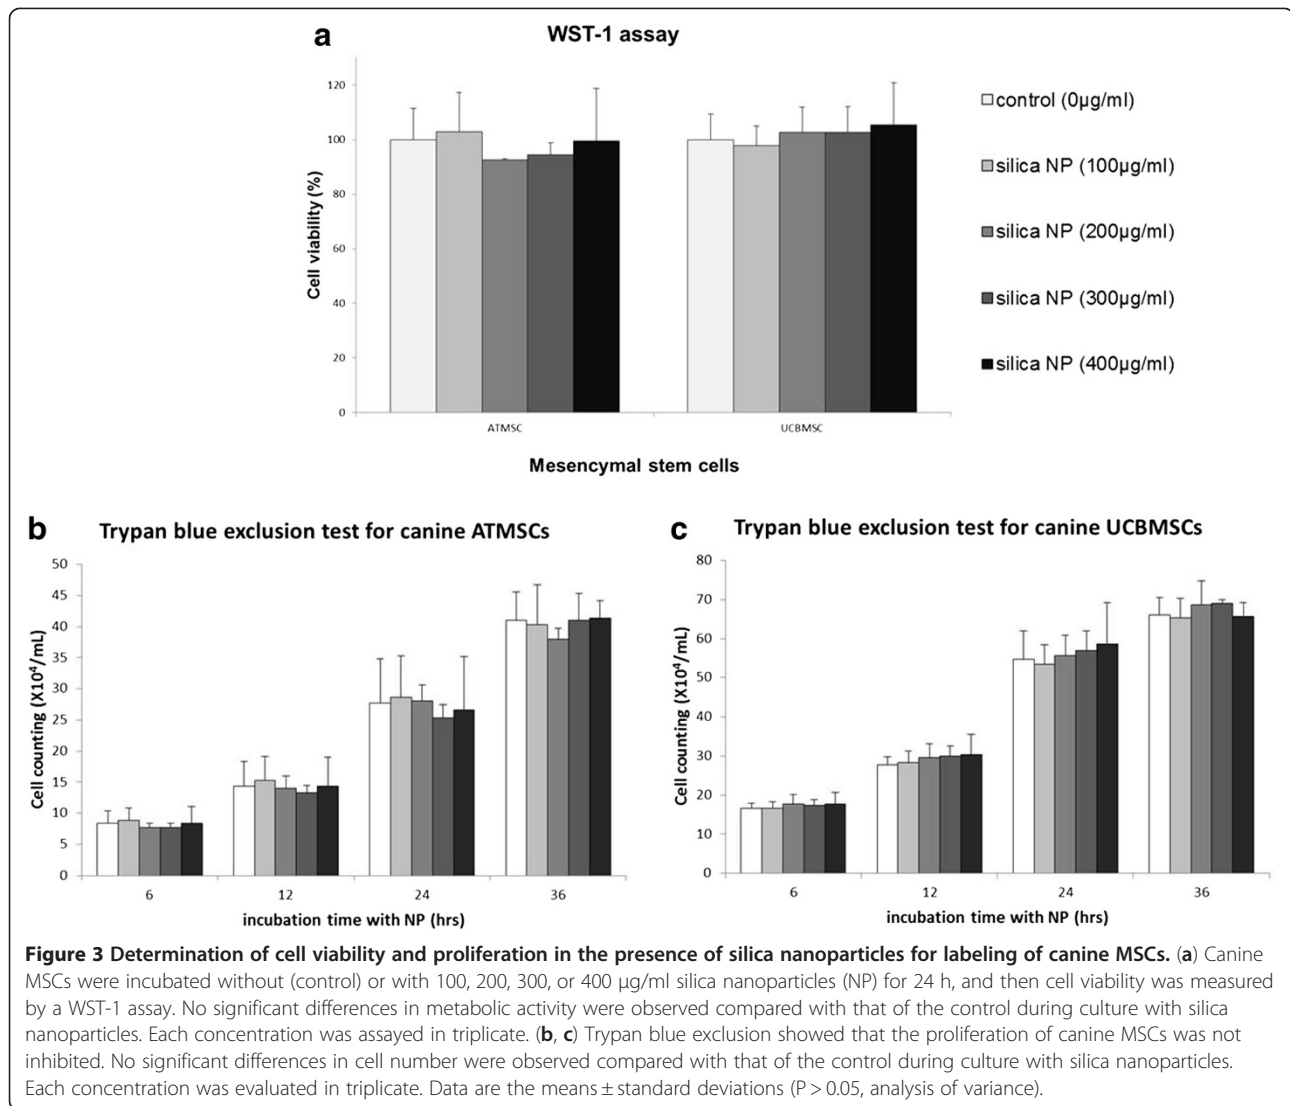 a
WST-1 assay
120
100
80
60
40
20
0
Cell viability (%)
ATMSC
UCBMSC
Mesencymal stem cells
control (0µg/ml)
silica NP (100µg/ml)
silica NP (200µg/ml)
silica NP (300µg/ml)
silica NP (400µg/ml)
b
Trypan blue exclusion test for canine ATMSCs
50
45
40
35
30
25
20
15
10
5
0
Cell counting (X10⁴/mL)
6
12
24
36
incubation time with NP (hrs)
c
Trypan blue exclusion test for canine UCBMSCs
80
70
60
50
40
30
20
10
0
Cell counting (X10⁴/mL)
6
12
24
36
incubation time with NP (hrs)
Figure 3 Determination of cell viability and proliferation in the presence of silica nanoparticles for labeling of canine MSCs. (a) Canine
MSCs were incubated without (control) or with 100, 200, 300, or 400 µg/ml silica nanoparticles (NP) for 24 h, and then cell viability was measured
by a WST-1 assay. No significant differences in metabolic activity were observed compared with that of the control during culture with silica
nanoparticles. Each concentration was assayed in triplicate. (b, c) Trypan blue exclusion showed that the proliferation of canine MSCs was not
inhibited. No significant differences in cell number were observed compared with that of the control during culture with silica nanoparticles.
Each concentration was evaluated in triplicate. Data are the means ± standard deviations (P > 0.05, analysis of variance).